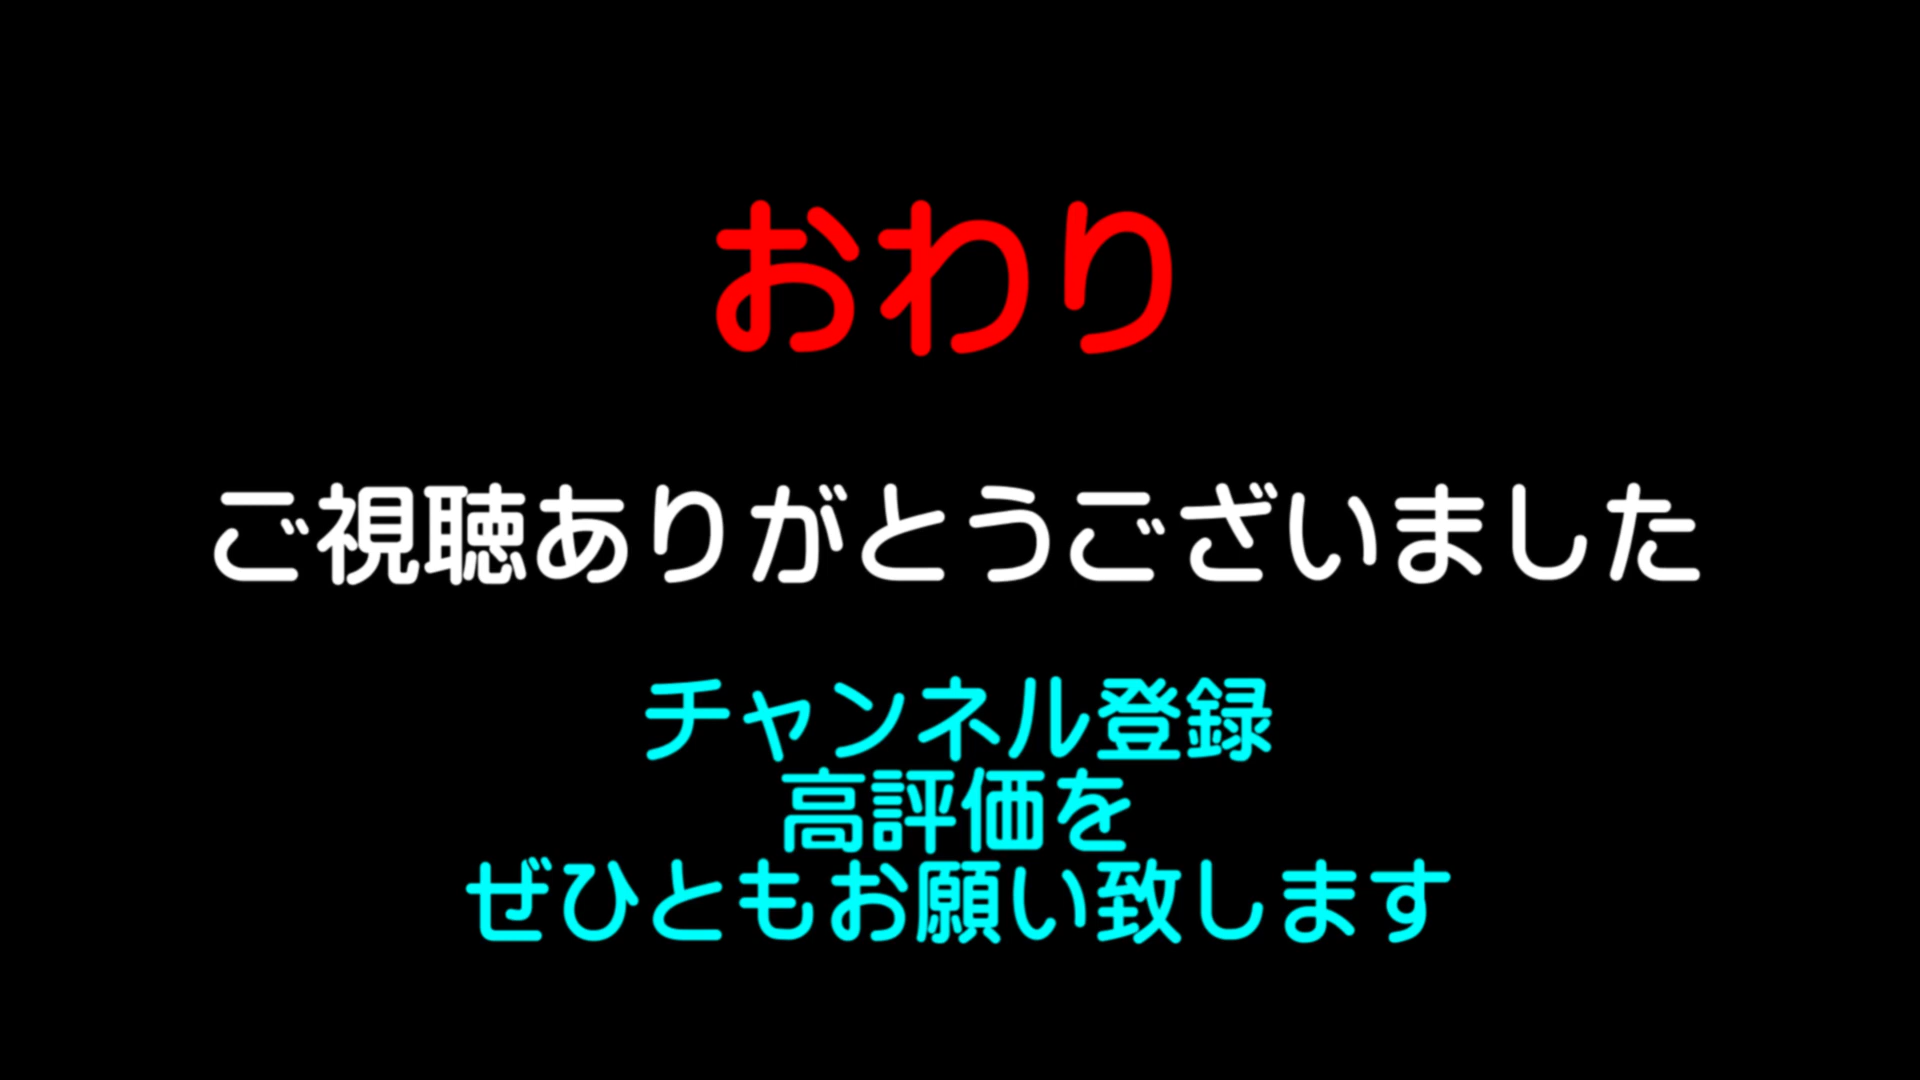 おわり
ご視聴ありがとうございました
チャンネル登録
高評価を
ぜひともお願い致します